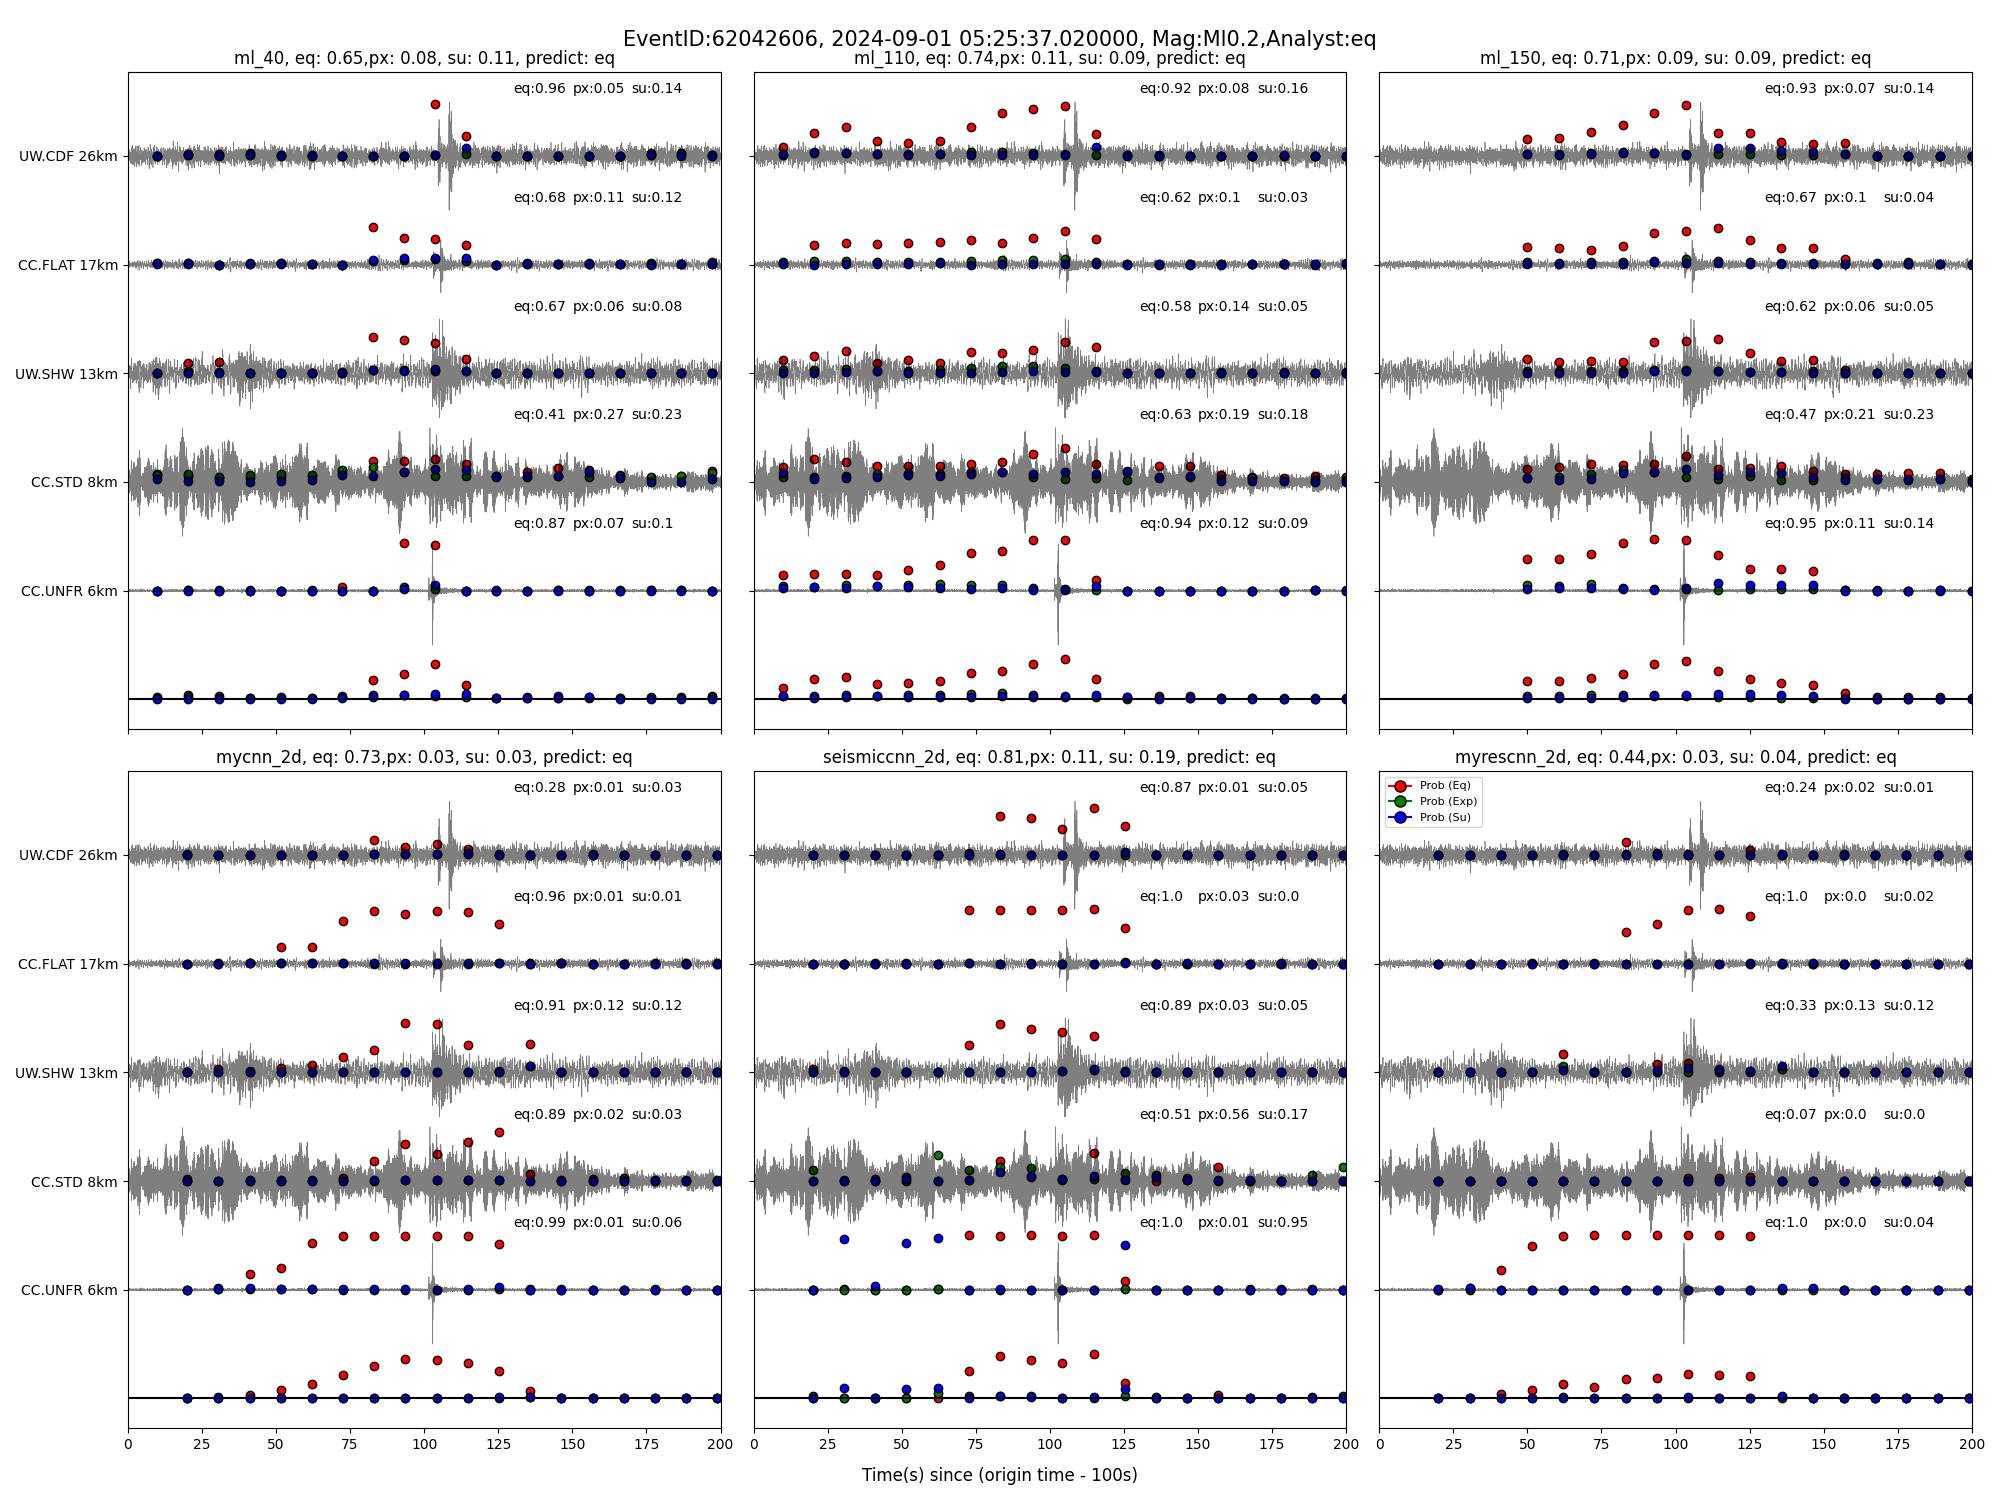 EventID:62042606, 2024-09-01 05:25:37.020000, Mag:Ml0.2,Analyst:eq
ml_40, eq: 0.65,px: 0.08, su: 0.11, predict: eq
eq:0.96 px:0.05 su:0.14
UW.CDF 26km
eq:0.68 px:0.11 su:0.12
CC.FLAT 17km
eq:0.67 px:0.06 su:0.08
UW.SHW 13km
eq:0.41 px:0.27 su:0.23
CC.STD 8km
eq:0.87 px:0.07 su:0.1
CC.UNFR 6km
ml_110, eq: 0.74,px: 0.11, su: 0.09, predict: eq
eq:0.92 px:0.08 su:0.16
eq:0.62 px:0.1 su:0.03
eq:0.58 px:0.14 su:0.05
eq:0.63 px:0.19 su:0.18
eq:0.94 px:0.12 su:0.09
ml_150, eq: 0.71,px: 0.09, su: 0.09, predict: eq
eq:0.93 px:0.07 su:0.14
eq:0.67 px:0.1 su:0.04
eq:0.62 px:0.06 su:0.05
eq:0.47 px:0.21 su:0.23
eq:0.95 px:0.11 su:0.14
mycnn_2d, eq: 0.73,px: 0.03, su: 0.03, predict: eq
eq:0.28 px:0.01 su:0.03
UW.CDF 26km
eq:0.96 px:0.01 su:0.01
CC.FLAT 17km
eq:0.91 px:0.12 su:0.12
UW.SHW 13km
eq:0.89 px:0.02 su:0.03
CC.STD 8km
eq:0.99 px:0.01 su:0.06
CC.UNFR 6km
0 25 50 75 100 125 150 175 200
seismiccnn_2d, eq: 0.81,px: 0.11, su: 0.19, predict: eq
eq:0.87 px:0.01 su:0.05
eq:1.0 px:0.03 su:0.0
eq:0.89 px:0.03 su:0.05
eq:0.51 px:0.56 su:0.17
eq:1.0 px:0.01 su:0.95
0 25 50 75 100 125 150 175 200
myrescnn_2d, eq: 0.44,px: 0.03, su: 0.04, predict: eq
Prob (Eq)
Prob (Exp)
Prob (Su)
eq:0.24 px:0.02 su:0.01
eq:1.0 px:0.0 su:0.02
eq:0.33 px:0.13 su:0.12
eq:0.07 px:0.0 su:0.0
eq:1.0 px:0.0 su:0.04
0 25 50 75 100 125 150 175 200
Time(s) since (origin time - 100s)